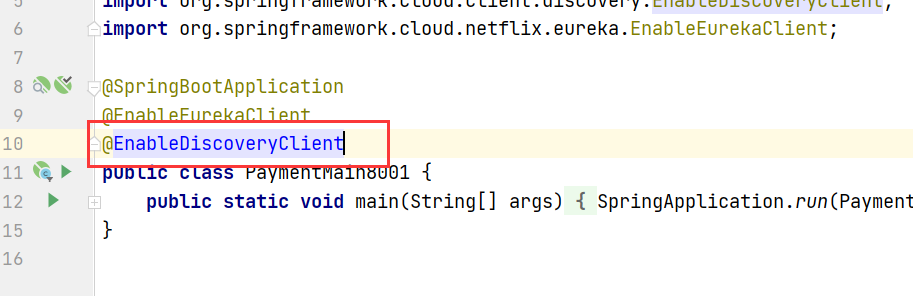 5 import org.springframework.cloud.client.discovery.EnableDiscoveryClient;
6 import org.springframework.cloud.netflix.eureka.EnableEurekaClient;
7
8 @SpringBootApplication
9 @EnableEurekaClient
10 @EnableDiscoveryClient
11 public class PaymentMain8001 {
12 public static void main(String[] args) { SpringApplication.run(Payment
15 }
16